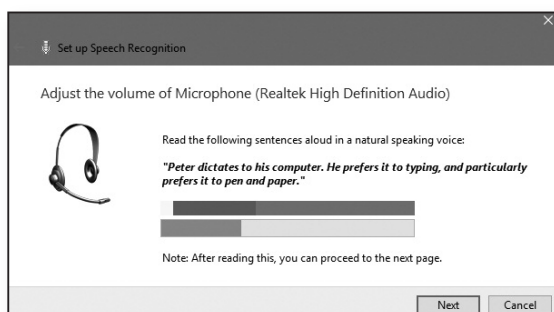 Set up Speech Recognition
Adjust the volume of Microphone (Realtek High Definition Audio)
Read the following sentences aloud in a natural speaking voice:
"Peter dictates to his computer. He prefers it to typing, and particularly
prefers it to pen and paper."
Note: After reading this, you can proceed to the next page.
Next Cancel